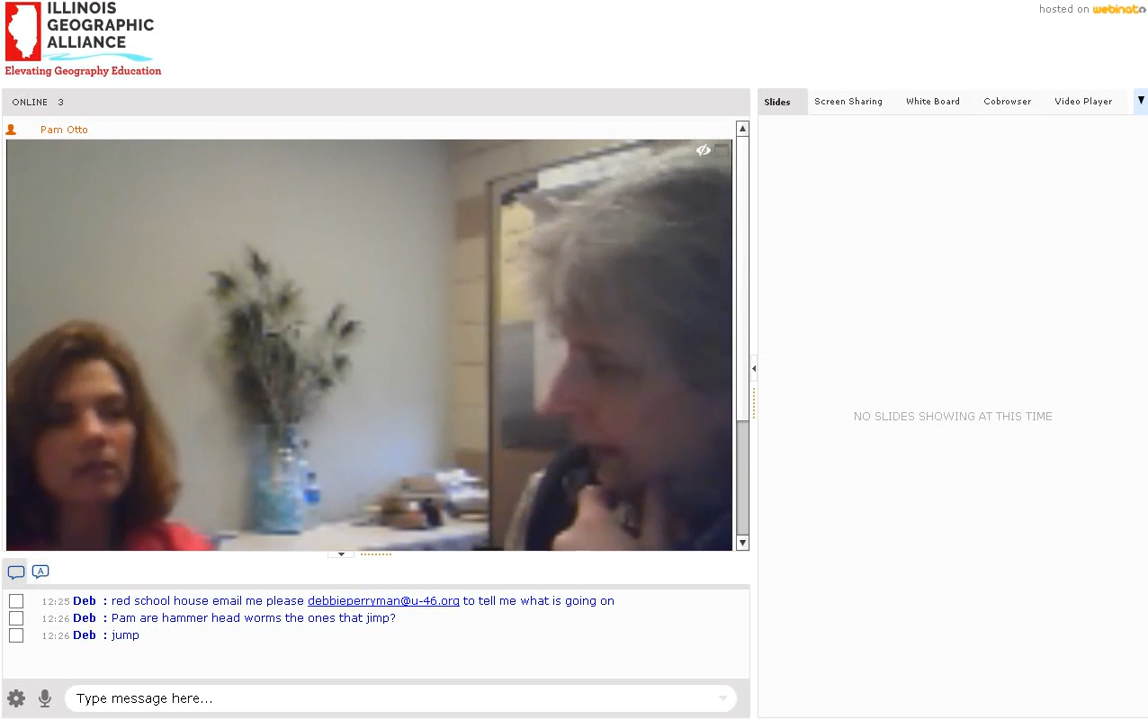 ILLINOIS
GEOGRAPHIC
ALLIANCE
Elevating Geography Education
hosted on webinato
ONLINE 3
Pam Otto
Slides Screen Sharing White Board Cobrowser Video Player
NO SLIDES SHOWING AT THIS TIME
A
12:25 Deb : red school house email me please debbieperryman@u-46.org to tell me what is going on
12:26 Deb : Pam are hammer head worms the ones that jimp?
12:26 Deb : jump
Type message here...